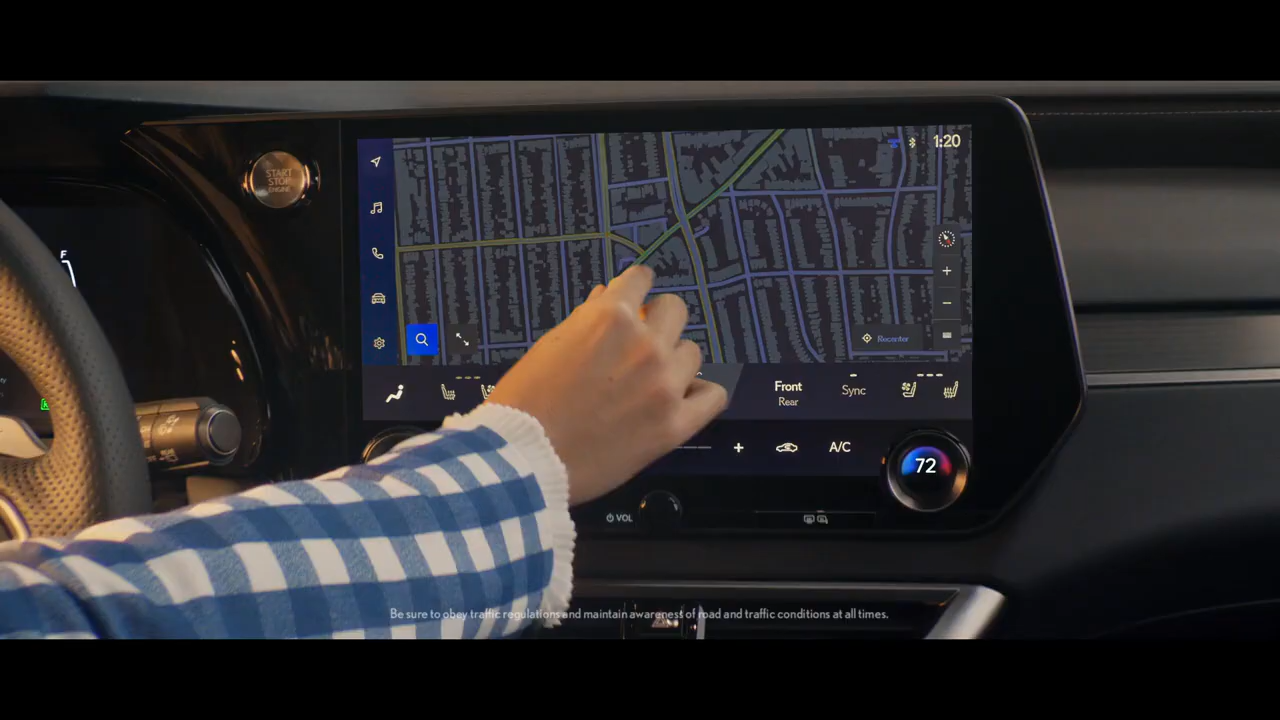 START
STOP
ENGINE
1:20
F
Recenter
Front
Rear
Sync
A/C
72
VOL
Be sure to obey traffic regulations and maintain awareness of road and traffic conditions at all times.